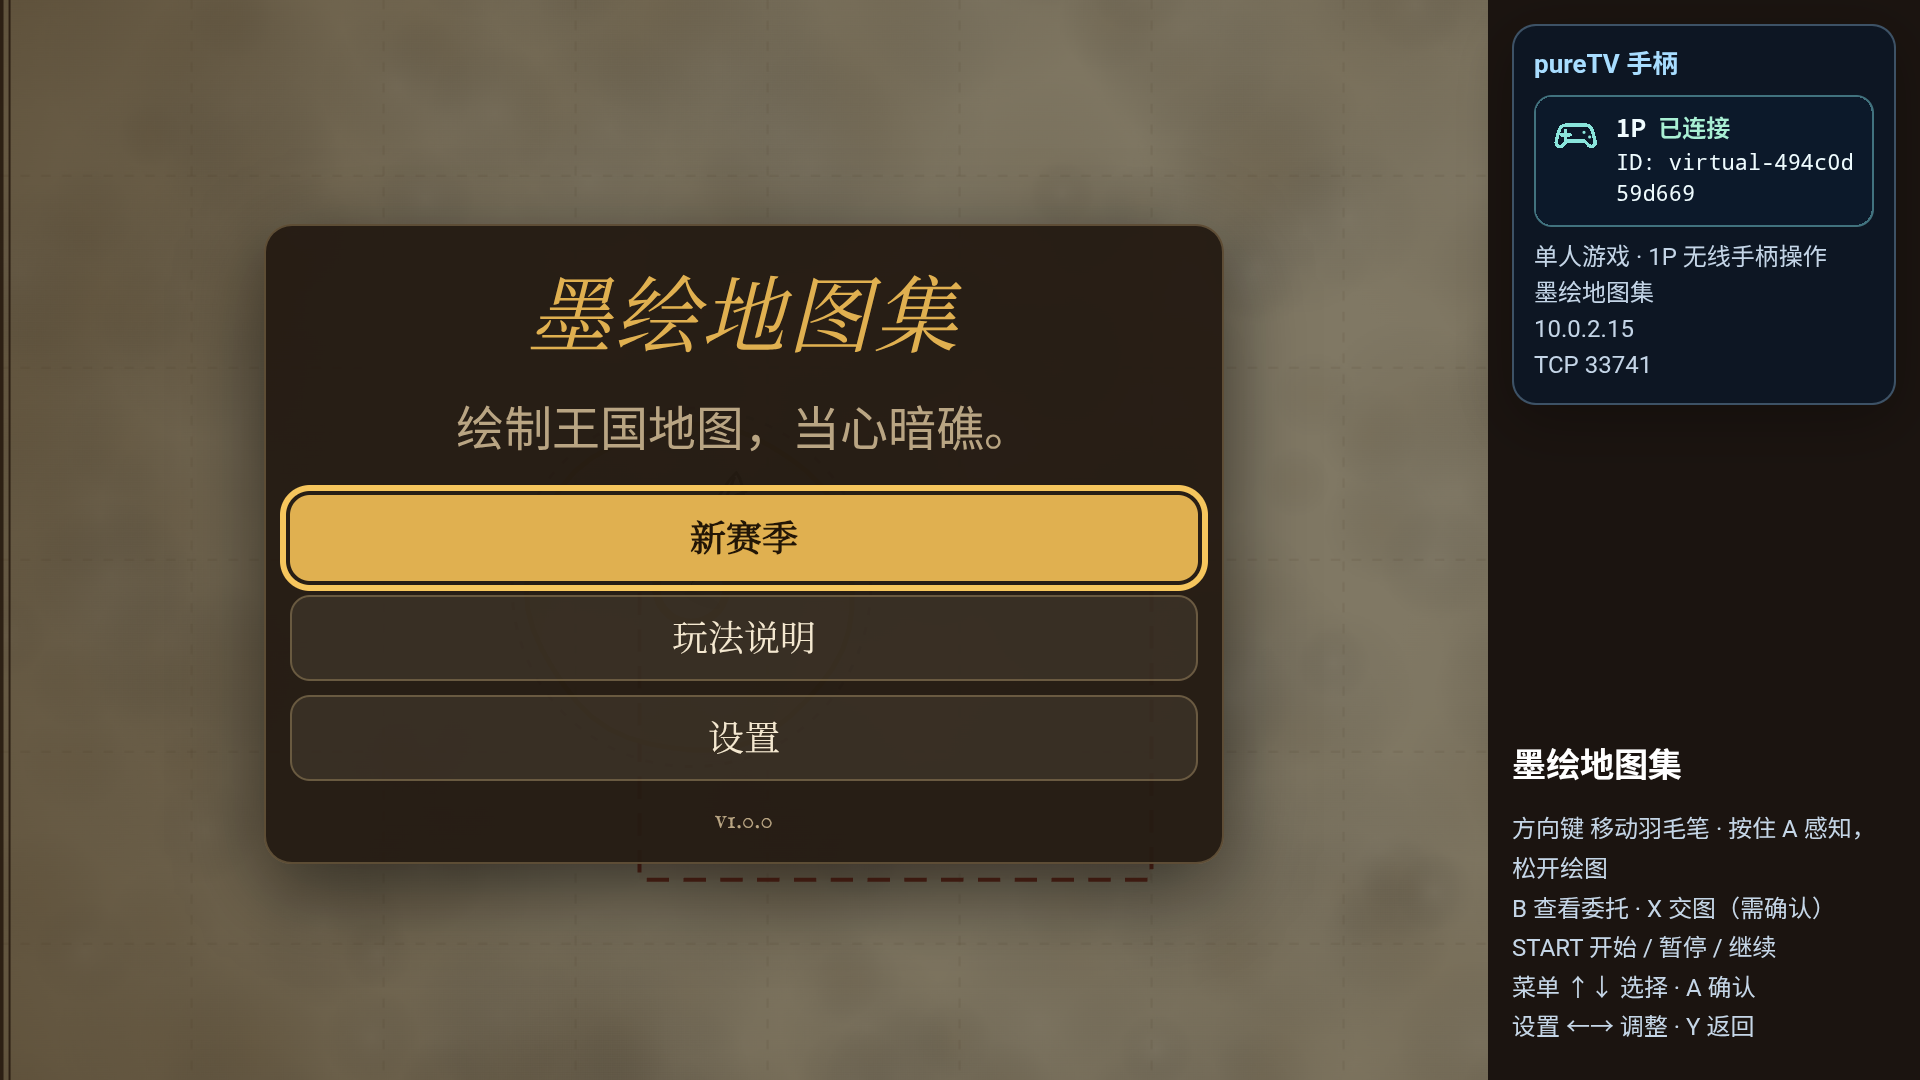 墨绘地图集
绘制王国地图，当心暗礁。
新赛季
玩法说明
设置
v1.0.0
pureTV 手柄
1P 已连接
ID: virtual-494c0d
59d669
单人游戏 · 1P 无线手柄操作
墨绘地图集
10.0.2.15
TCP 33741
墨绘地图集
方向键 移动羽毛笔 · 按住 A 感知，
松开绘图
B 查看委托 · X 交图（需确认）
START 开始 / 暂停 / 继续
菜单 ↑↓ 选择 · A 确认
设置 ←→ 调整 · Y 返回